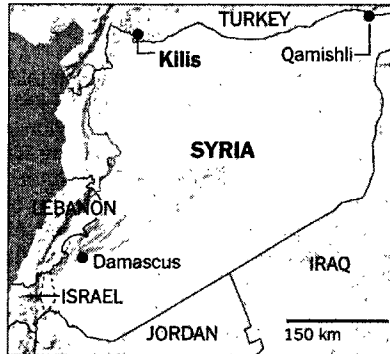 TURKEY
Kilis
Qamishli
SYRIA
LEBANON
Damascus
IRAQ
ISRAEL
JORDAN
150 km